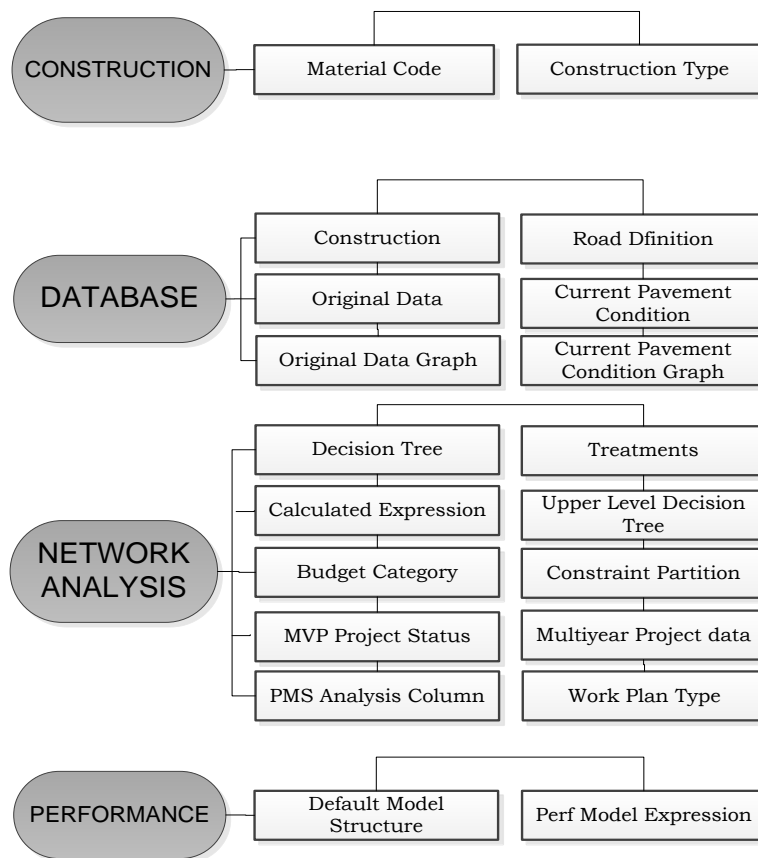 CONSTRUCTION
Material Code
Construction Type
DATABASE
Construction
Road Dfinition
Original Data
Current Pavement
Condition
Original Data Graph
Current Pavement
Condition Graph
NETWORK
ANALYSIS
Decision Tree
Treatments
Calculated Expression
Upper Level Decision
Tree
Budget Category
Constraint Partition
MVP Project Status
Multiyear Project data
PMS Analysis Column
Work Plan Type
PERFORMANCE
Default Model
Structure
Perf Model Expression